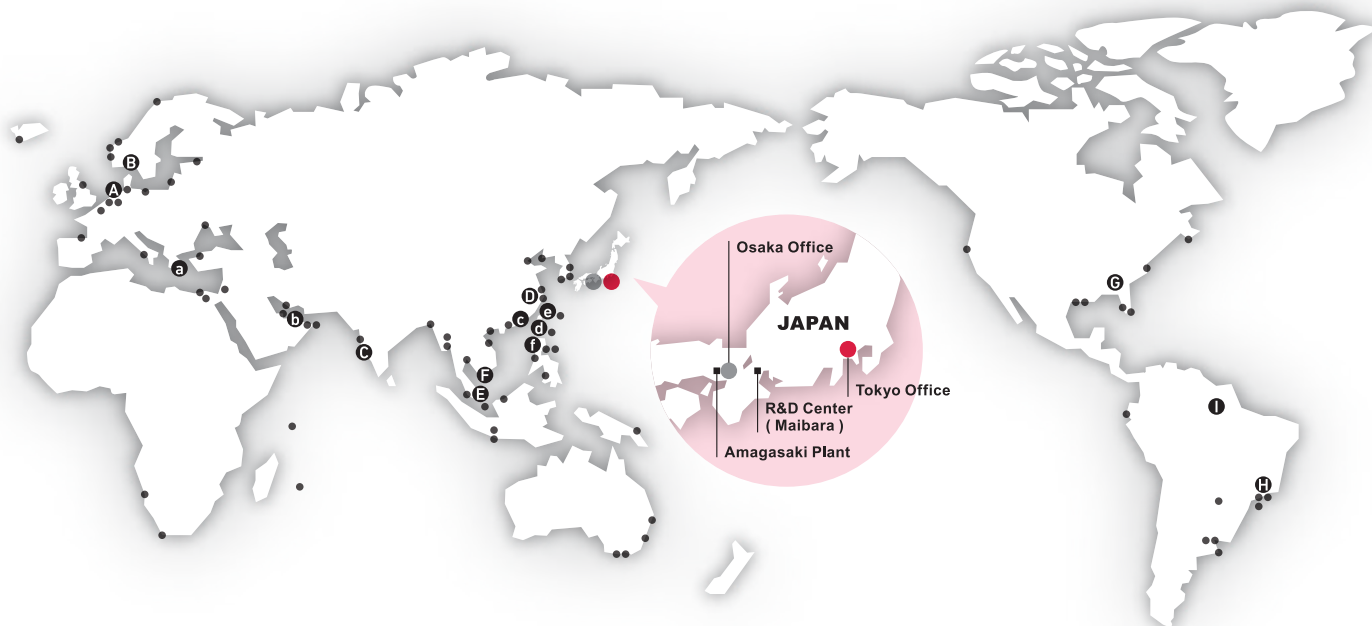 B
A
a
b
C
D
e
c
d
f
F
E
Osaka Office
JAPAN
Tokyo Office
R&D Center
( Maibara )
Amagasaki Plant
G
I
H